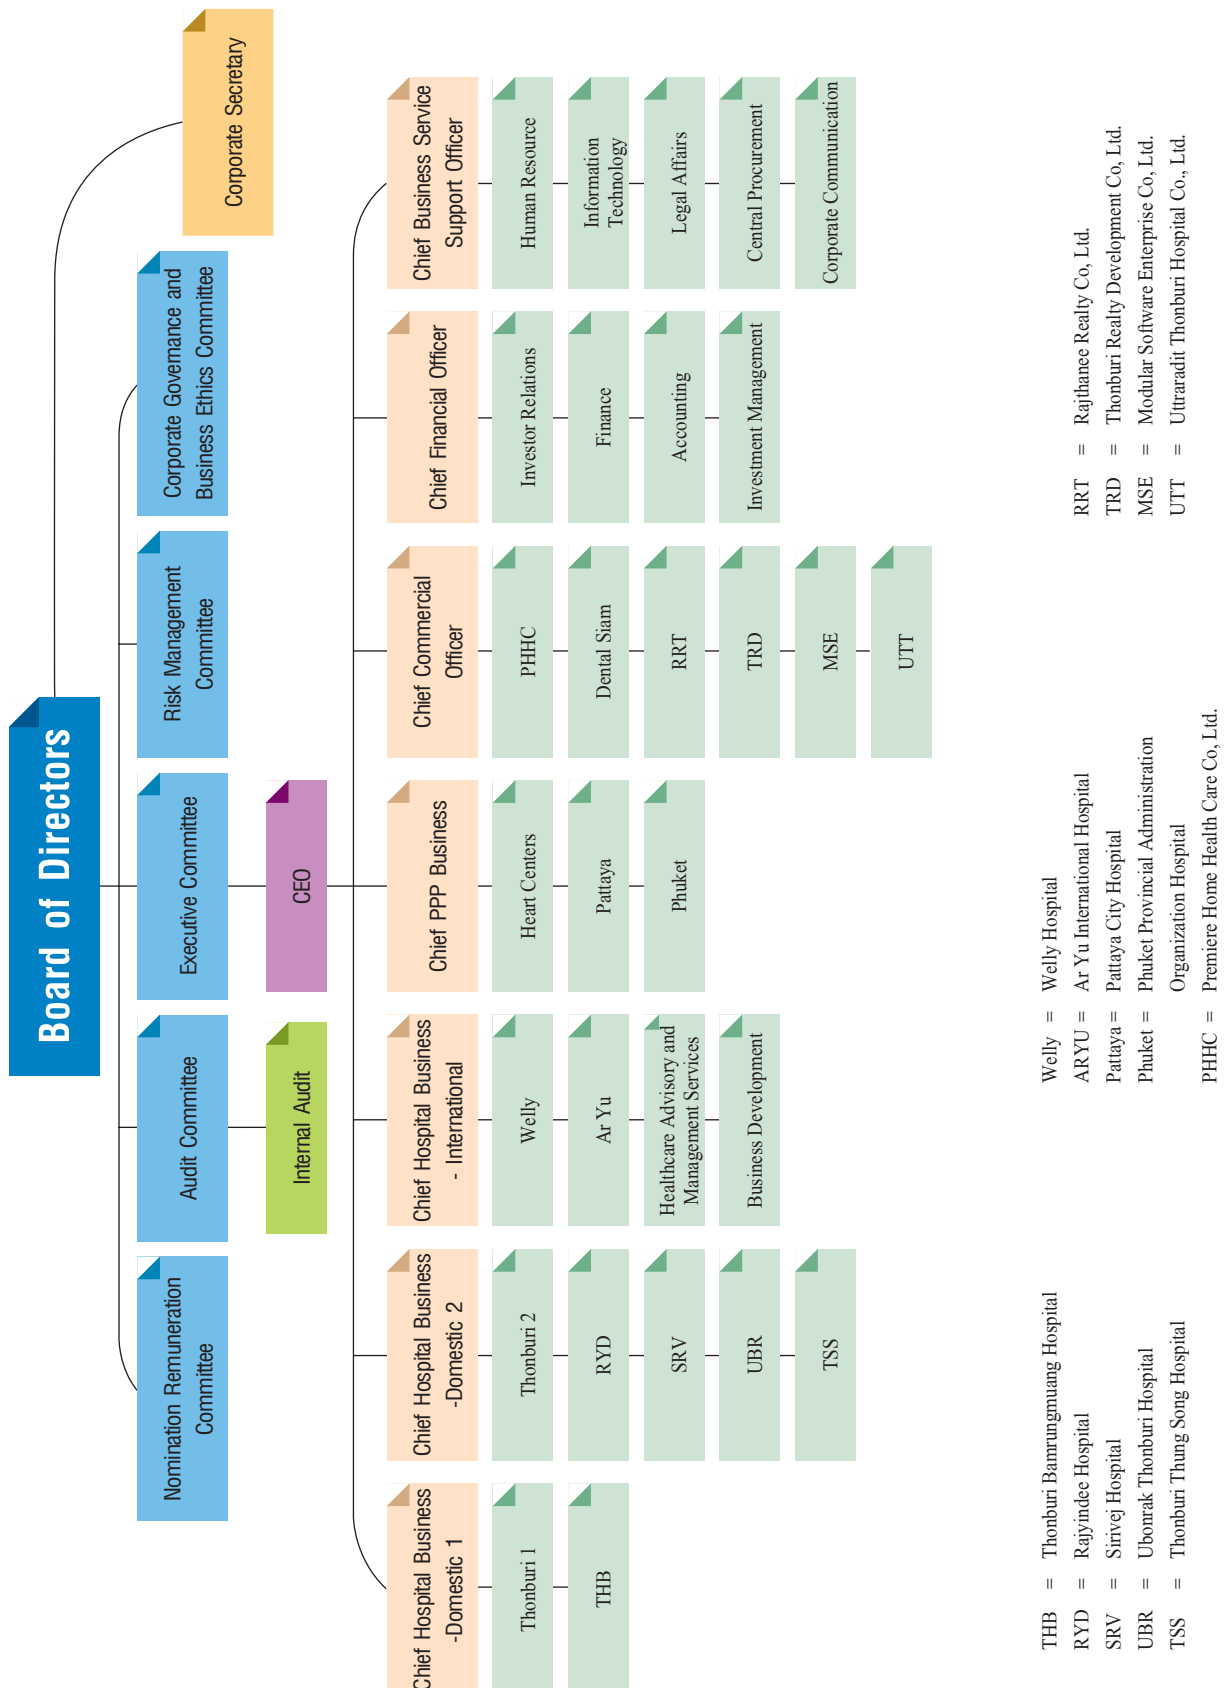 Board of Directors
Corporate Secretary
Nomination Remuneration
Committee
Audit Committee
Executive Committee
Risk Management
Committee
Corporate Governance and
Business Ethics Committee
Internal Audit
CEO
Chief Hospital Business
-Domestic 1
Thonburi 1
THB
Chief Hospital Business
-Domestic 2
Thonburi 2
RYD
SRV
UBR
TSS
Chief Hospital Business
- International
Welly
Ar Yu
Healthcare Advisory and
Management Services
Business Development
Chief PPP Business
Heart Centers
Pattaya
Phuket
Chief Commercial
Officer
PHHC
Dental Siam
RRT
TRD
MSE
UTT
Chief Financial Officer
Investor Relations
Finance
Accounting
Investment Management
Chief Business Service
Support Officer
Human Resource
Information
Technology
Legal Affairs
Central Procurement
Corporate Communication
THB = Thonburi Bamrungmuang Hospital
RYD = Rajyindee Hospital
SRV = Sirivej Hospital
UBR = Ubonrak Thonburi Hospital
TSS = Thonburi Thung Song Hospital
Welly = Welly Hospital
ARYU = Ar Yu International Hospital
Pattaya = Pattaya City Hospital
Phuket = Phuket Provincial Administration
Organization Hospital
PHHC = Premiere Home Health Care Co, Ltd.
RRT = Rajthanee Realty Co, Ltd.
TRD = Thonburi Realty Development Co, Ltd.
MSE = Modular Software Enterprise Co, Ltd.
UTT = Uttraradit Thonburi Hospital Co., Ltd.